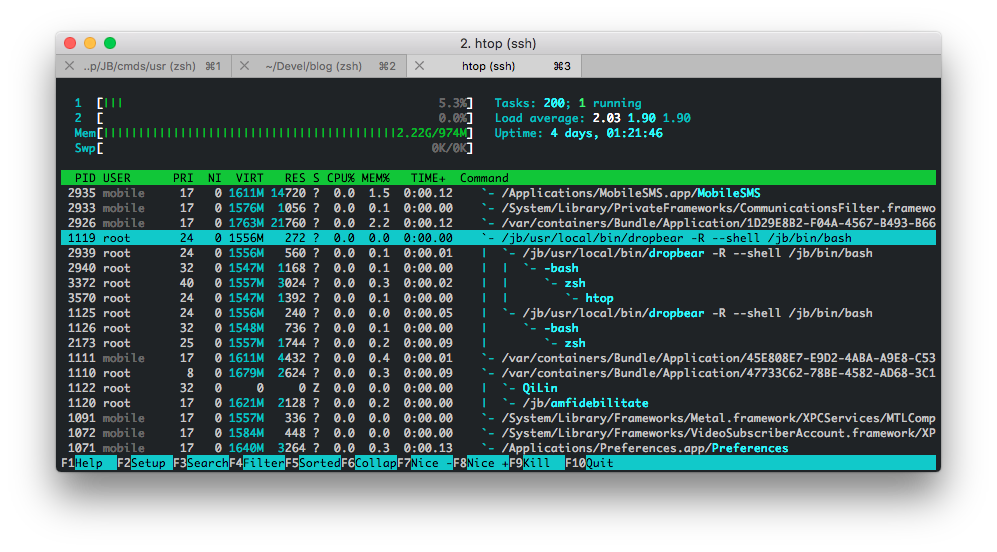 2. htop (ssh)
..p/JB/cmds/usr (zsh) ⌘1 ~/Devel/blog (zsh) ⌘2 htop (ssh) ⌘3
1 [||| 5.3%] Tasks: 200; 1 running
2 [ 0.0%] Load average: 2.03 1.90 1.90
Mem[||||||||||||||||||||||||||||||||||||||||||2.22G/974M] Uptime: 4 days, 01:21:46
Swp[ 0K/0K]
PID USER PRI NI VIRT RES S CPU% MEM% TIME+ Command
2935 mobile 17 0 1611M 14720 ? 0.0 1.5 0:00.12 `- /Applications/MobileSMS.app/MobileSMS
2933 mobile 17 0 1576M 1056 ? 0.0 0.1 0:00.00 `- /System/Library/PrivateFrameworks/CommunicationsFilter.framewo
2926 mobile 17 0 1763M 21760 ? 0.0 2.2 0:00.12 `- /var/containers/Bundle/Application/1D29E8B2-F04A-4567-B493-B66
1119 root 24 0 1556M 272 ? 0.0 0.0 0:00.00 `- /jb/usr/local/bin/dropbear -R --shell /jb/bin/bash
2939 root 24 0 1556M 560 ? 0.0 0.1 0:00.01 | `- /jb/usr/local/bin/dropbear -R --shell /jb/bin/bash
2940 root 32 0 1547M 1168 ? 0.0 0.1 0:00.00 | | `- -bash
3372 root 40 0 1557M 3024 ? 0.0 0.3 0:00.02 | | `- zsh
3570 root 24 0 1547M 1392 ? 0.0 0.1 0:00.00 | | `- htop
1125 root 24 0 1556M 240 ? 0.0 0.0 0:00.05 | `- /jb/usr/local/bin/dropbear -R --shell /jb/bin/bash
1126 root 32 0 1548M 736 ? 0.0 0.1 0:00.00 | `- -bash
2173 root 25 0 1557M 1744 ? 0.0 0.2 0:00.09 | `- zsh
1111 mobile 17 0 1611M 4432 ? 0.0 0.4 0:00.01 `- /var/containers/Bundle/Application/45E808E7-E9D2-4ABA-A9E8-C53
1110 root 8 0 1679M 2624 ? 0.0 0.3 0:00.09 `- /var/containers/Bundle/Application/47733C62-78BE-4582-AD68-3C1
1122 root 32 0 0 0 Z 0.0 0.0 0:00.00 | `- QiLin
1120 root 17 0 1621M 2128 ? 0.0 0.2 0:00.00 | `- /jb/amfidebilitate
1091 mobile 17 0 1557M 336 ? 0.0 0.0 0:00.00 `- /System/Library/Frameworks/Metal.framework/XPCServices/MTLComp
1072 mobile 17 0 1584M 448 ? 0.0 0.0 0:00.00 `- /System/Library/Frameworks/VideoSubscriberAccount.framework/XP
1071 mobile 17 0 1640M 3264 ? 0.0 0.3 0:00.13 `- /Applications/Preferences.app/Preferences
F1Help F2Setup F3SearchF4FilterF5SortedF6CollapF7Nice -F8Nice +F9Kill F10Quit